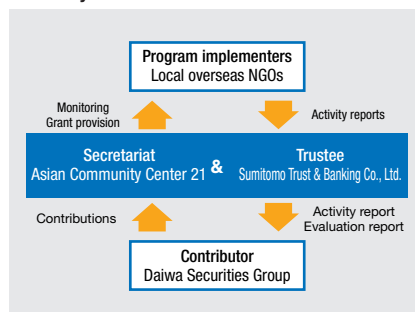 Program implementers
Local overseas NGOs
Monitoring
Grant provision
Activity reports
Secretariat
Asian Community Center 21
&
Trustee
Sumitomo Trust & Banking Co., Ltd.
Contributions
Activity report
Evaluation report
Contributor
Daiwa Securities Group